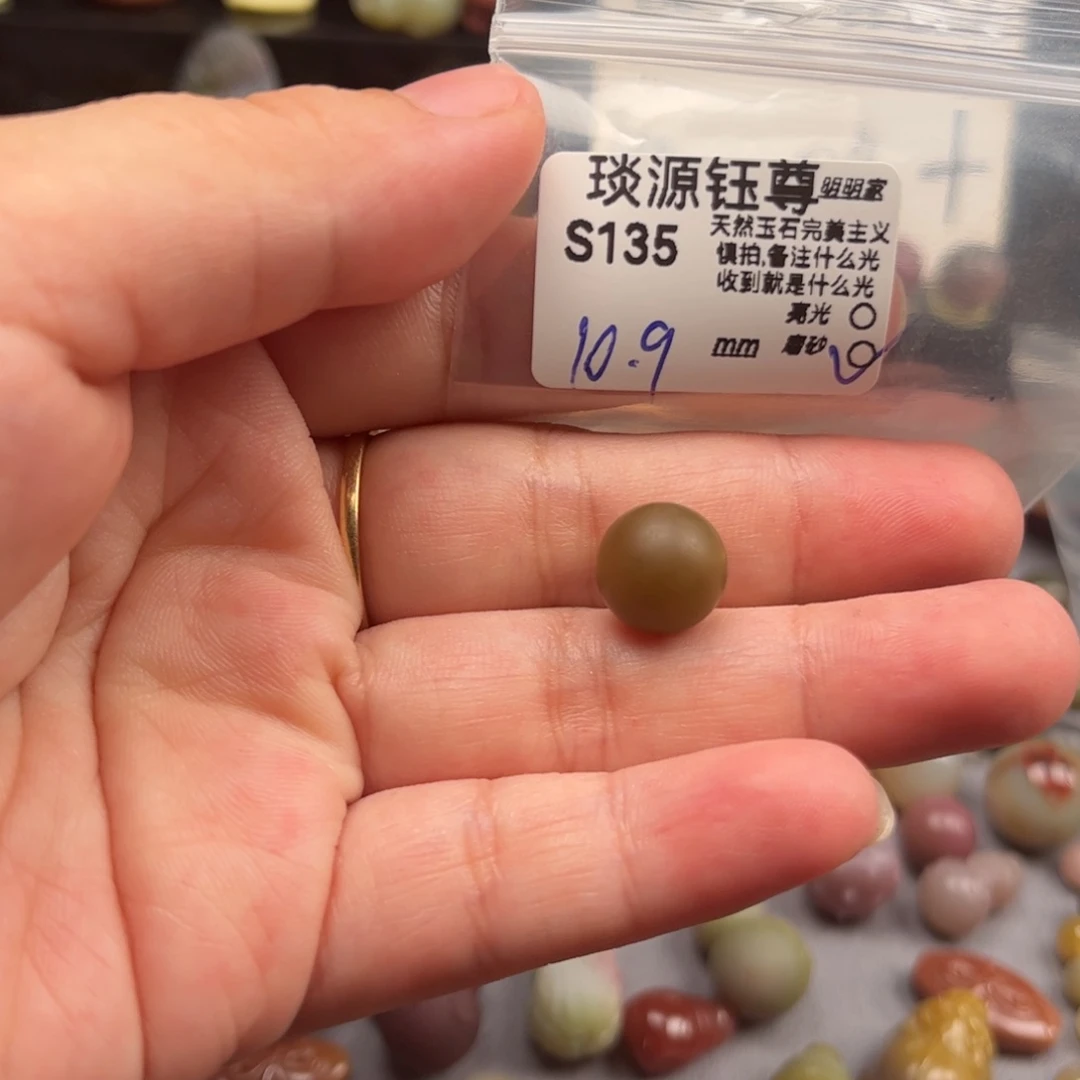 琰源钰尊明明家
S135
天然玉石完美主义
惧拍,备注什么光
收到就是什么光
亮光
10.9 mm 磨砂